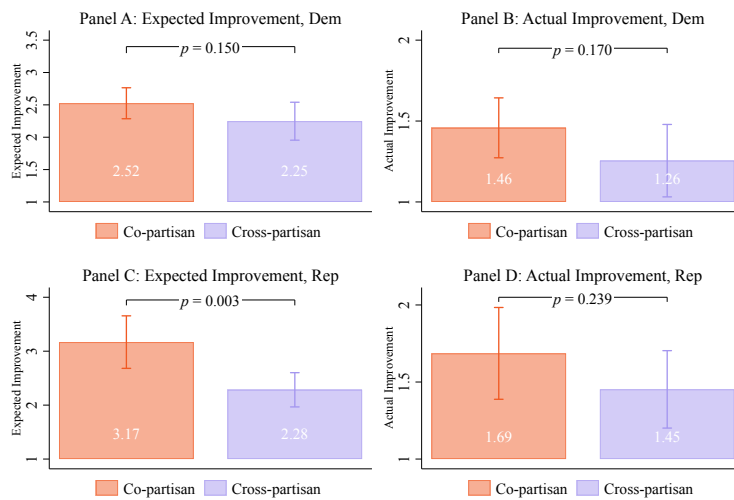 Panel A: Expected Improvement, Dem
Expected Improvement
3.5
3
2.5
2
1.5
1
p = 0.150
2.52
2.25
Co-partisan
Cross-partisan
Panel B: Actual Improvement, Dem
Actual Improvement
2
1.5
1
p = 0.170
1.46
1.26
Co-partisan
Cross-partisan
Panel C: Expected Improvement, Rep
Expected Improvement
4
3
2
1
p = 0.003
3.17
2.28
Co-partisan
Cross-partisan
Panel D: Actual Improvement, Rep
Actual Improvement
2
1.5
1
p = 0.239
1.69
1.45
Co-partisan
Cross-partisan